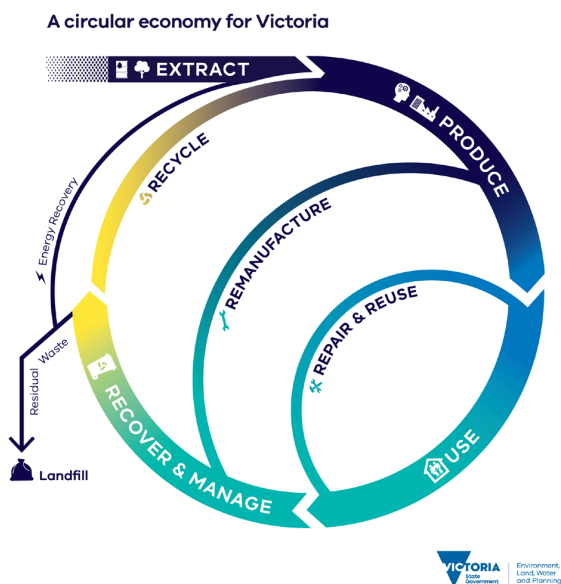 A circular economy for Victoria
EXTRACT
PRODUCE
RECYCLE
Energy Recovery
REMANUFACTURE
REPAIR & REUSE
Residual Waste
RECOVER & MANAGE
USE
Landfill
VICTORIA
State
Government
Environment,
Land, Water
and Planning